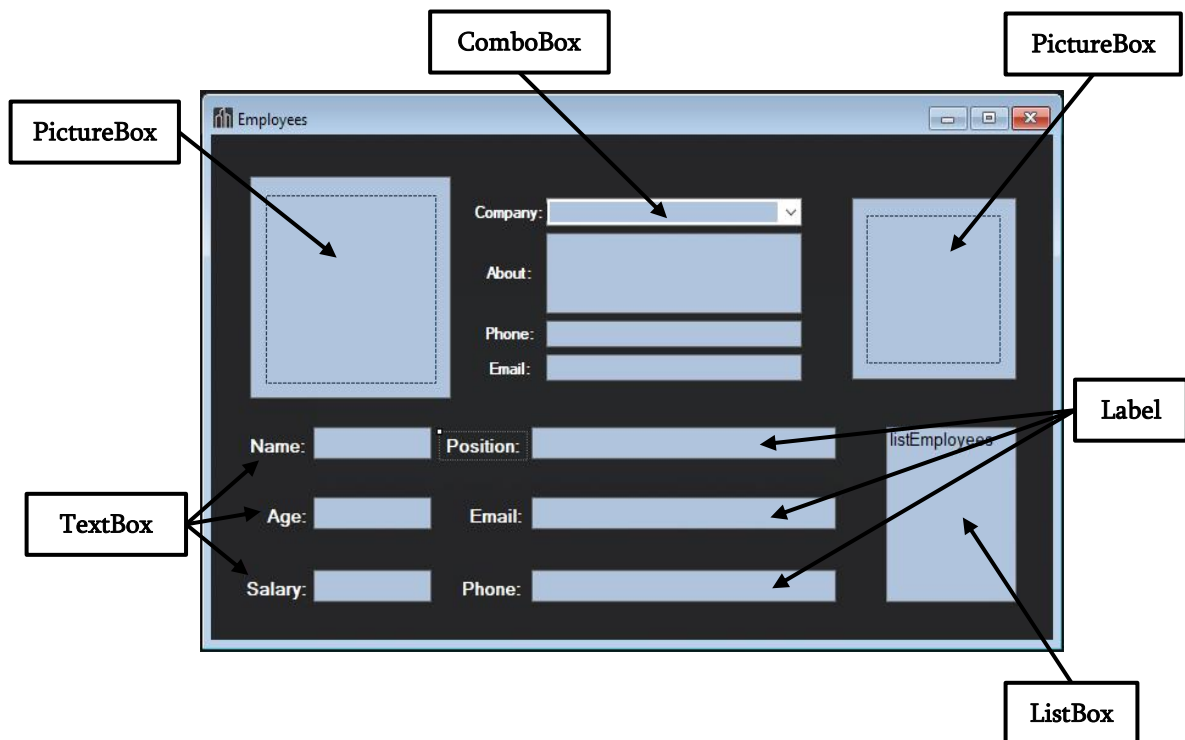 ComboBox
PictureBox
PictureBox
Employees
Company:
About:
Phone:
Email:
Label
Name:
Position:
listEmployees
TextBox
Age:
Email:
Salary:
Phone:
ListBox